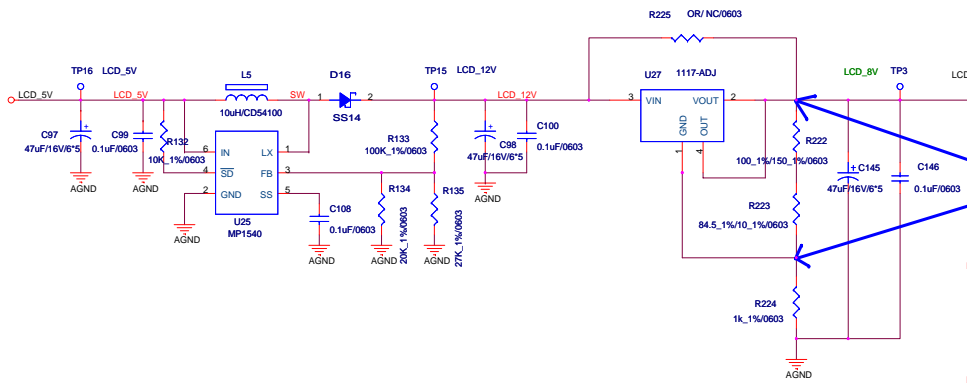 R225 OR/ NC/0603
TP16 LCD_5V
L5
D16
TP15 LCD_12V
U27 1117-ADJ
LCD_8V TP3
LCD_5V
LCD_5V
SW
1 2
LCD_12V
3 VIN VOUT 2
LCD
10uH/CD54100
SS14
GND OUT
1 4
C97
47uF/16V/6*5
C99
0.1uF/0603
R132
10K_1%/0603
R133
100K_1%/0603
C98
47uF/16V/6*5
C100
0.1uF/0603
R222
100_1%/150_1%/0603
6 IN LX 1
4 SD FB 3
2 GND SS 5
U25
MP1540
C145
47uF/16V/6*5
C146
0.1uF/0603
AGND
AGND
AGND
R134
20K_1%/0603
R135
27K_1%/0603
C108
0.1uF/0603
R223
84.5_1%/10_1%/0603
AGND
AGND
AGND
AGND
R224
1k_1%/0603
AGND